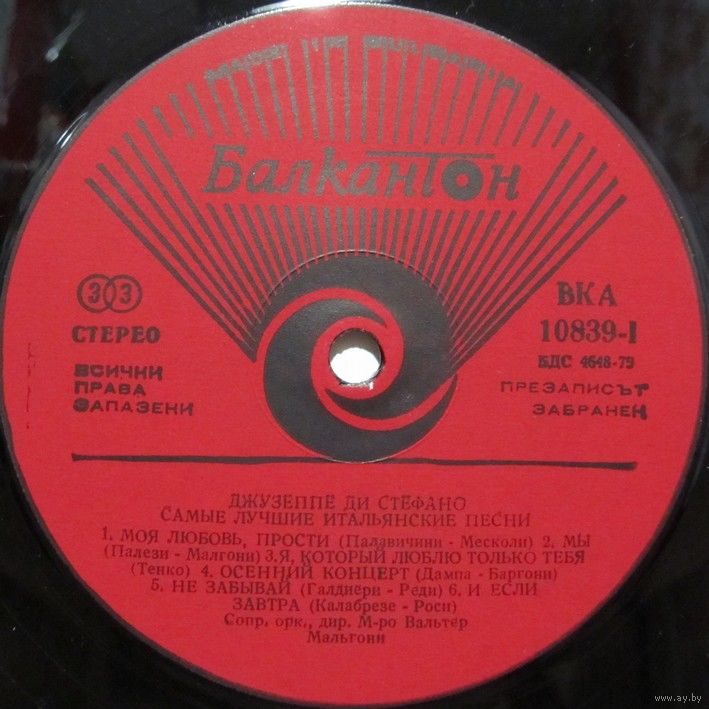 Балкантон
33
СТЕРЕО
ВСИЧКИ
ПРАВА
ЗАПАЗЕНИ
ВКА
10839-I
БДС 4648-79
ПРЕЗАПИСЪТ
ЗАБРАНЕН
ДЖУЗЕППЕ ДИ СТЕФАНО
САМЫЕ ЛУЧШИЕ ИТАЛЬЯНСКИЕ ПЕСНИ
1. МОЯ ЛЮБОВЬ, ПРОСТИ (Палавичини - Месколи) 2. МЫ
(Палези - Малгони) 3.Я, КОТОРЫЙ ЛЮБЛЮ ТОЛЬКО ТЕБЯ
(Тенко) 4. ОСЕННИЙ КОНЦЕРТ (Дампа - Баргони)
5. НЕ ЗАБЫВАЙ (Галдиери - Реди) 6. И ЕСЛИ
ЗАВТРА (Калабрезе - Роси)
Сопр. орк., дир. М-ро Вальтер
Мальгони
www.ay.by